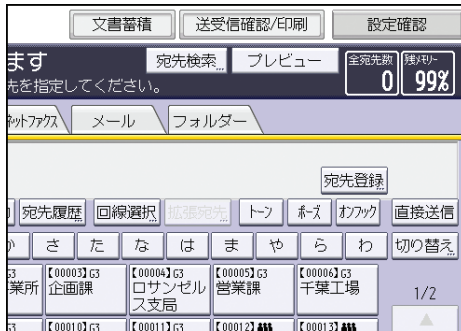 文書蓄積 送受信確認/印刷 設定確認
ます 宛先検索 プレビュー 全宛先数 0 残メモリー 99%
先を指定してください。
ネットファクス メール フォルダー
宛先登録
宛先履歴 回線選択 拡張宛先 トーン ポーズ オンフック 直接送信
か さ た な は ま や ら わ 切り替え
G3 【00003】G3 【00004】G3 【00005】G3 【00006】G3
業所 企画課 ロサンゼル 営業課 千葉工場 1/2
ス支局
G3 【00010】G3 【00011】G3 【00012】 【00013】